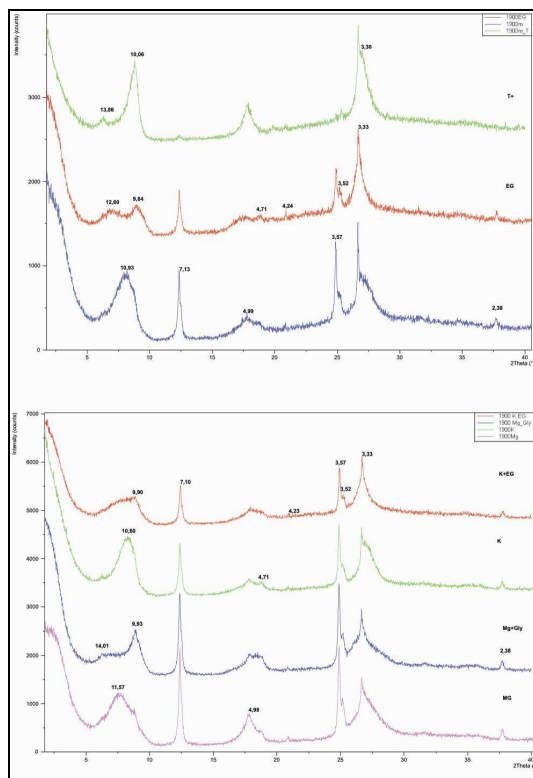 Intensity (counts)
1900EG
1900m
1900m_T
10,06
3,30
13,86
T+
3000
3,33
EG
12,60
9,84
3,52
4,71
4,24
2000
3,57
10,93
7,13
1000
4,99
2,38
0
5 10 15 20 25 30 35 40
2Theta (°
Intensity (counts)
7000
1900 K EG
1900 Mg_Gly
1900K
1900Mg
6000
3,33
K+EG
3,57
9,90
7,10
3,52
5000
4,23
K
10,60
4000
4,71
3000
Mg+Gly
14,01
9,93
2,38
2000
MG
11,57
4,98
1000
0
5 10 15 20 25 30 35 40
2Theta (°